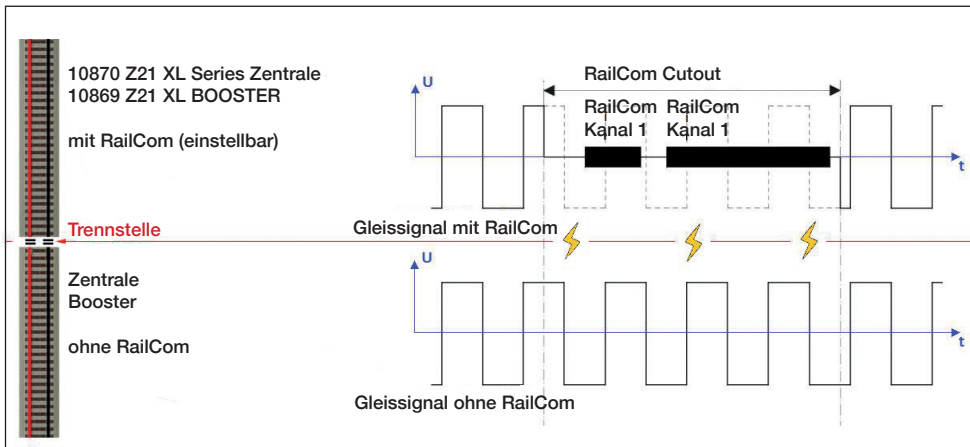 10870 Z21 XL Series Zentrale
10869 Z21 XL BOOSTER
mit RailCom (einstellbar)
Trennstelle
Zentrale
Booster
ohne RailCom
U
RailCom Cutout
RailCom
Kanal 1
RailCom
Kanal 1
t
Gleissignal mit RailCom
U
t
Gleissignal ohne RailCom